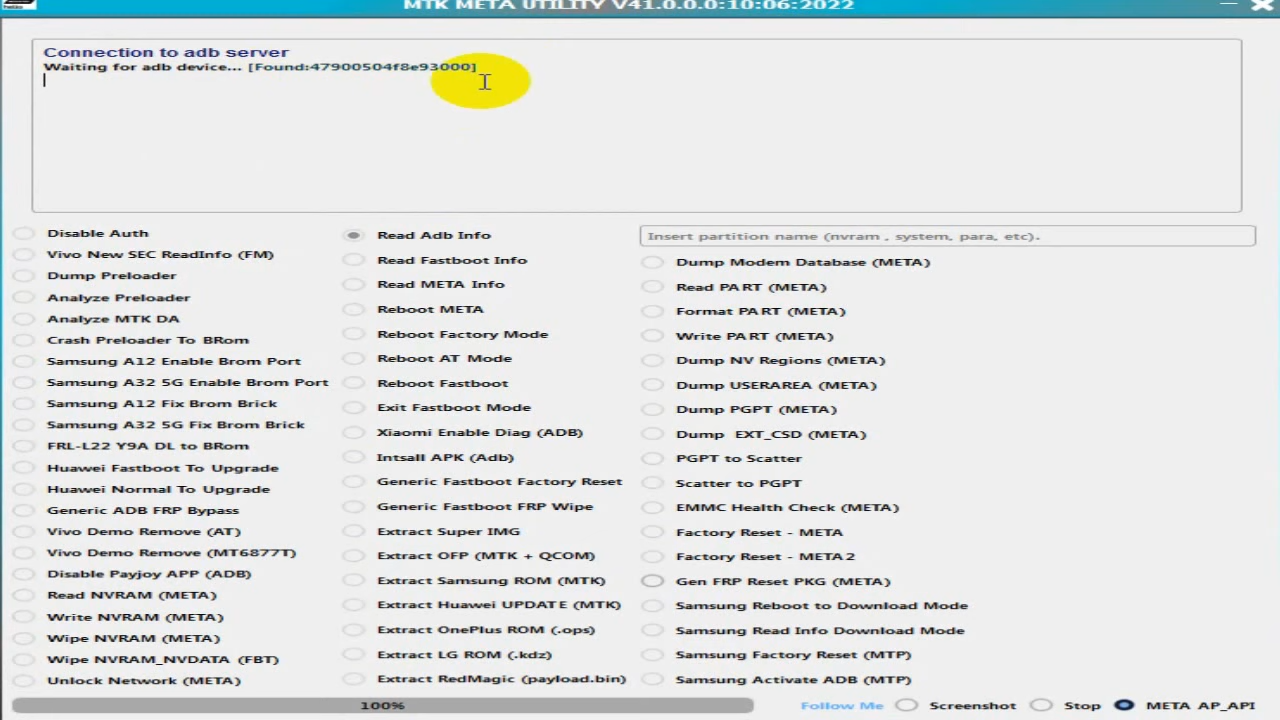 MTK META UTILITY V41.0.0.0:10:06:2022
Connection to adb server
Waiting for adb device... [Found:47900504f8e93000]
Disable Auth
Vivo New SEC ReadInfo (FM)
Dump Preloader
Analyze Preloader
Analyze MTK DA
Crash Preloader To BRom
Samsung A12 Enable Brom Port
Samsung A32 5G Enable Brom Port
Samsung A12 Fix Brom Brick
Samsung A32 5G Fix Brom Brick
FRL-L22 Y9A DL to BRom
Huawei Fastboot To Upgrade
Huawei Normal To Upgrade
Generic ADB FRP Bypass
Vivo Demo Remove (AT)
Vivo Demo Remove (MT6877T)
Disable Payjoy APP (ADB)
Read NVRAM (META)
Write NVRAM (META)
Wipe NVRAM (META)
Wipe NVRAM_NVDATA (FBT)
Unlock Network (META)
Read Adb Info
Read Fastboot Info
Read META Info
Reboot META
Reboot Factory Mode
Reboot AT Mode
Reboot Fastboot
Exit Fastboot Mode
Xiaomi Enable Diag (ADB)
Intsall APK (Adb)
Generic Fastboot Factory Reset
Generic Fastboot FRP Wipe
Extract Super IMG
Extract OFP (MTK + QCOM)
Extract Samsung ROM (MTK)
Extract Huawei UPDATE (MTK)
Extract OnePlus ROM (.ops)
Extract LG ROM (.kdz)
Extract RedMagic (payload.bin)
Insert partition name (nvram , system, para, etc).
Dump Modem Database (META)
Read PART (META)
Format PART (META)
Write PART (META)
Dump NV Regions (META)
Dump USERAREA (META)
Dump PGPT (META)
Dump EXT_CSD (META)
PGPT to Scatter
Scatter to PGPT
EMMC Health Check (META)
Factory Reset - META
Factory Reset - META2
Gen FRP Reset PKG (META)
Samsung Reboot to Download Mode
Samsung Read Info Download Mode
Samsung Factory Reset (MTP)
Samsung Activate ADB (MTP)
100%
Follow Me
Screenshot
Stop
META AP_API